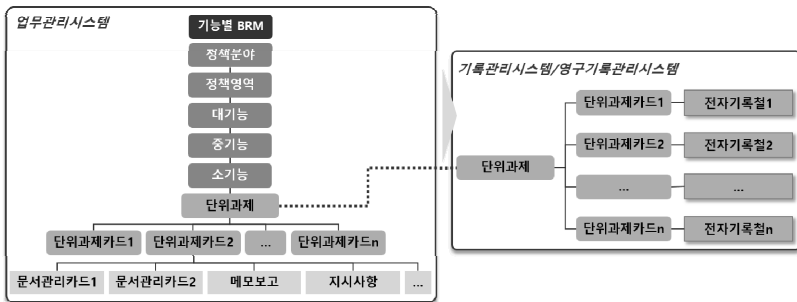 업무관리시스템
기능별 BRM
정책분야
정책영역
대기능
중기능
소기능
단위과제
단위과제카드1 단위과제카드2 ... 단위과제카드n
문서관리카드1 문서관리카드2 메모보고 지시사항 ...
기록관리시스템/영구기록관리시스템
단위과제카드1 전자기록철1
단위과제카드2 전자기록철2
단위과제
... ...
단위과제카드n 전자기록철n